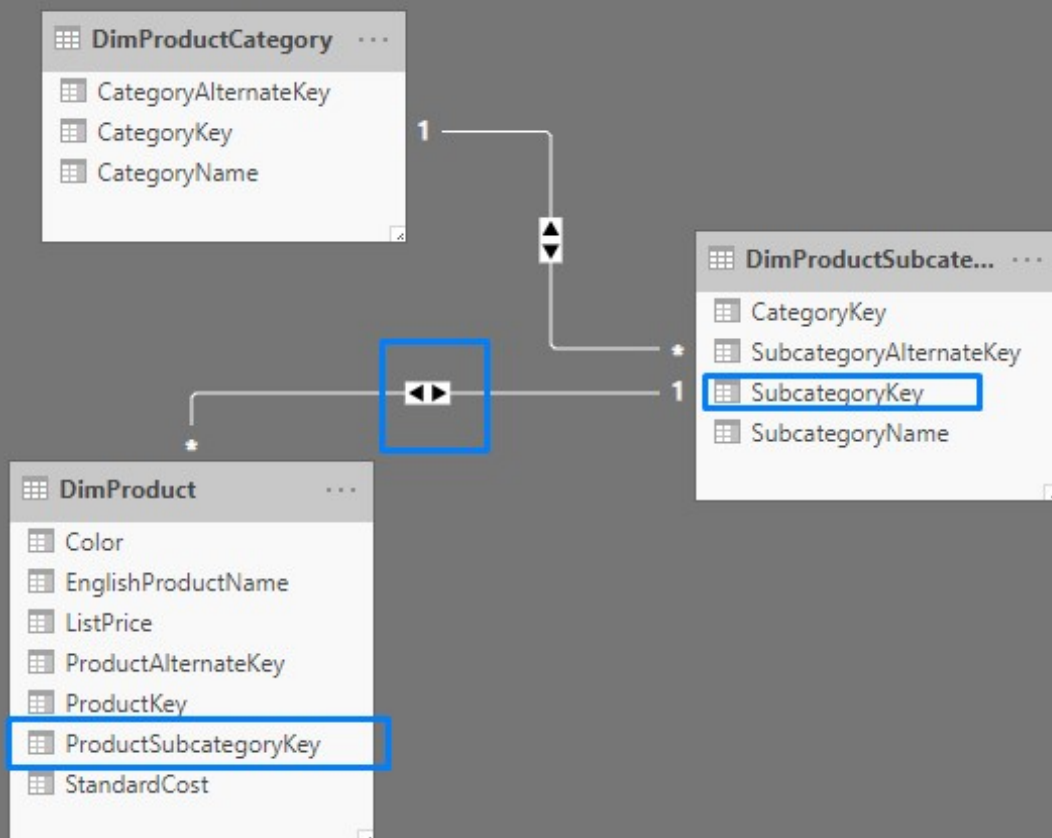 DimProductCategory ...
CategoryAlternateKey
CategoryKey
CategoryName
1
DimProductSubcate... ...
CategoryKey
SubcategoryAlternateKey
SubcategoryKey
SubcategoryName
*
1
*
DimProduct ...
Color
EnglishProductName
ListPrice
ProductAlternateKey
ProductKey
ProductSubcategoryKey
StandardCost